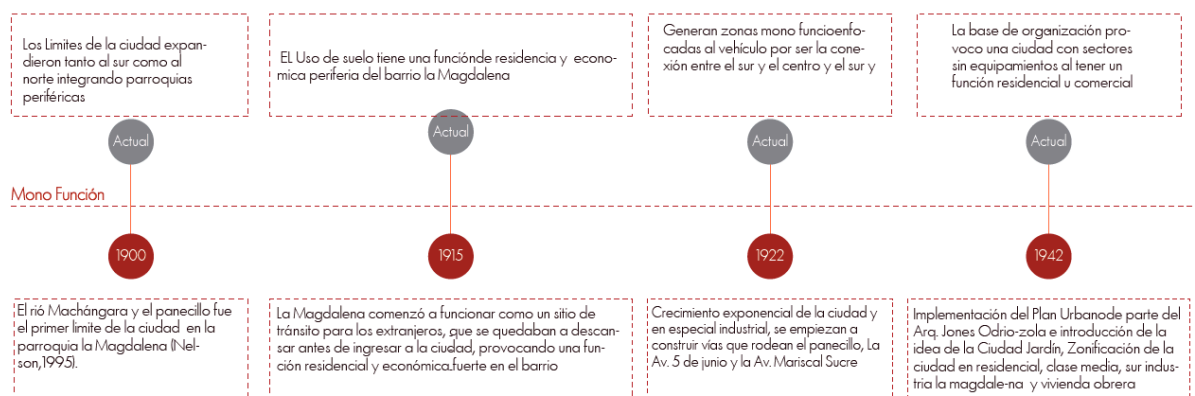 Los Limites de la ciudad expan-
dieron tanto al sur como al
norte integrando parroquias
periféricas
EL Uso de suelo tiene una funciónde residencia y econo-
mica periferia del barrio la Magdalena
Generan zonas mono funcioenfo-
cadas al vehículo por ser la cone-
xión entre el sur y el centro y el sur y
La base de organización pro-
voco una ciudad con sectores
sin equipamientos al tener un
función residencial u comercial
Actual
Actual
Actual
Actual
Mono Función
1900
1915
1922
1942
El rió Machángara y el panecillo fue
el primer limite de la ciudad en la
parroquia la Magdalena (Nel-
son,1995).
La Magdalena comenzó a funcionar como un sitio de
tránsito para los extranjeros, que se quedaban a descan-
sar antes de ingresar a la ciudad, provocando una fun-
ción residencial y económica.fuerte en el barrio
Crecimiento exponencial de la ciudad y
en especial industrial, se empiezan a
construir vías que rodean el panecillo, La
Av. 5 de junio y la Av. Mariscal Sucre
Implementación del Plan Urbanode parte del
Arq. Jones Odrio-zola e introducción de la
idea de la Ciudad Jardín, Zonificación de la
ciudad en residencial, clase media, sur indus-
tria la magdale-na y vivienda obrera